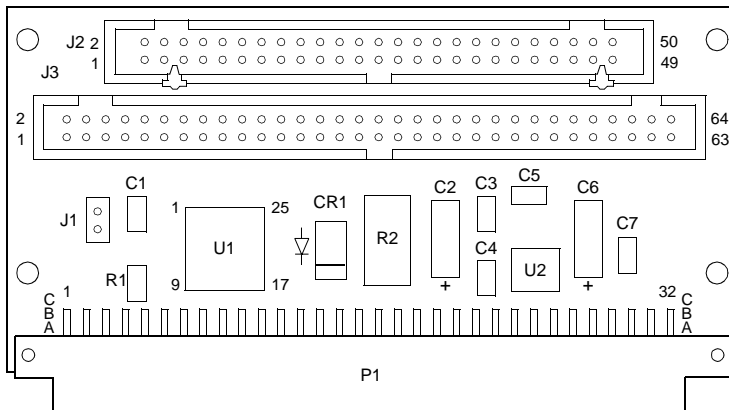 J2 2 50
1 49
J3
2 64
1 63
C1 C2 C3 C5 C6
J1 1 25 CR1 C7
U1 R2
C4
R1 9 17 U2
+ +
C 1 32 C
B B
A A
P1